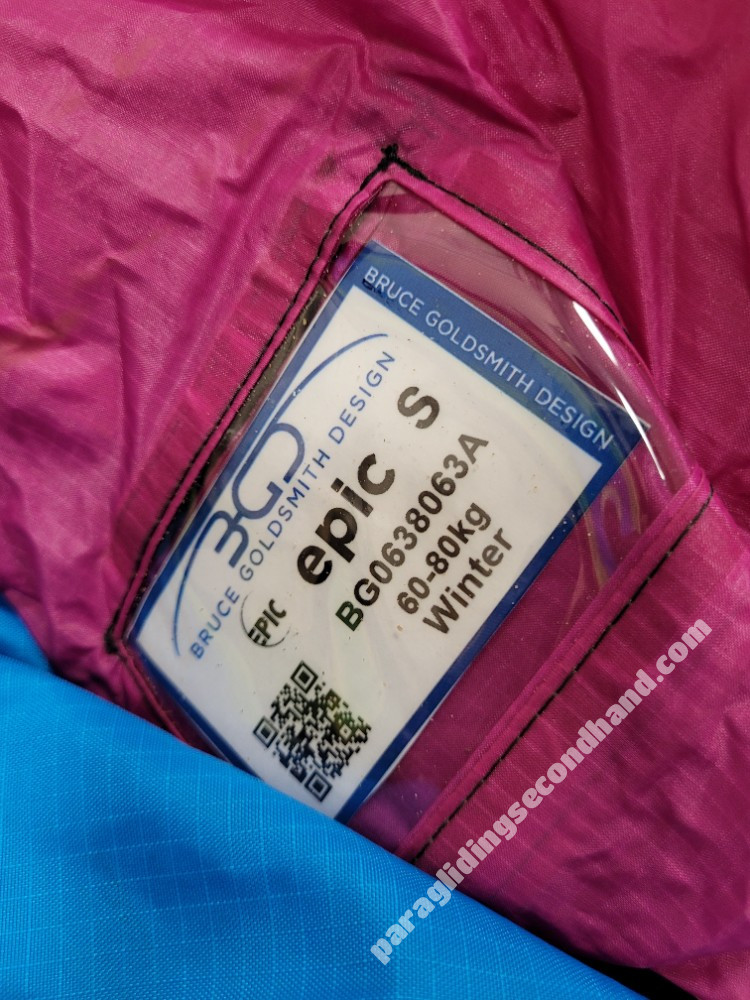 BRUCE GOLDSMITH DESIGN
BGD
BRUCE GOLDSMITH DESIGN
epic S
BG0638063A
60-80kg
Winter
EPIC
paraglidingsecondhand.com